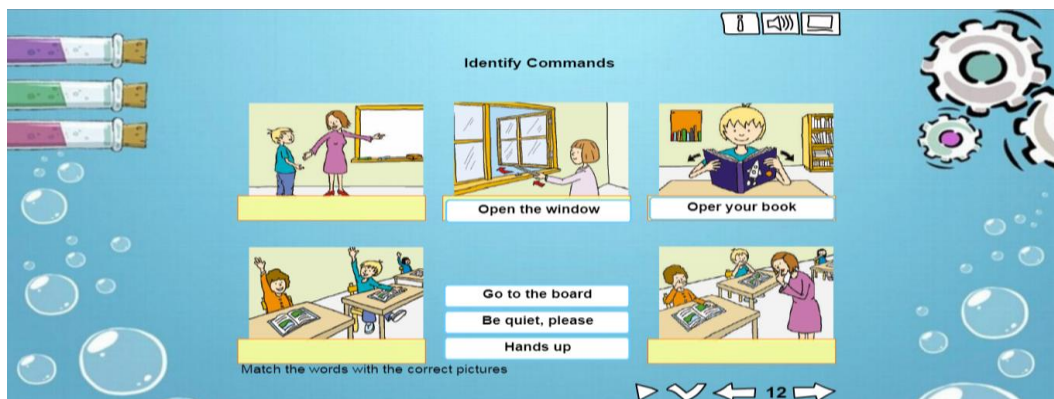 Identify Commands
Open the window
Oper your book
Go to the board
Be quiet, please
Hands up
Match the words with the correct pictures
12